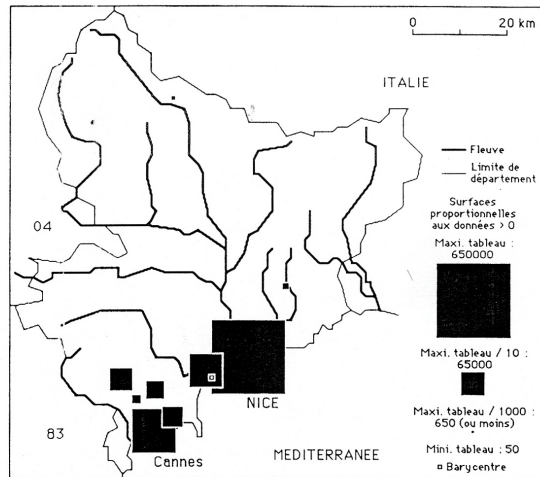 0
20 km
ITALIE
Fleuve
Limite de
département
Surfaces
proportionnelles
aux données > 0
04
Maxi. tableau :
650000
Maxi. tableau / 10 :
65000
NICE
Maxi. tableau / 1000 :
650 (ou moins)
83
Mini. tableau : 50
Cannes
MEDITERRANEE
Barycentre